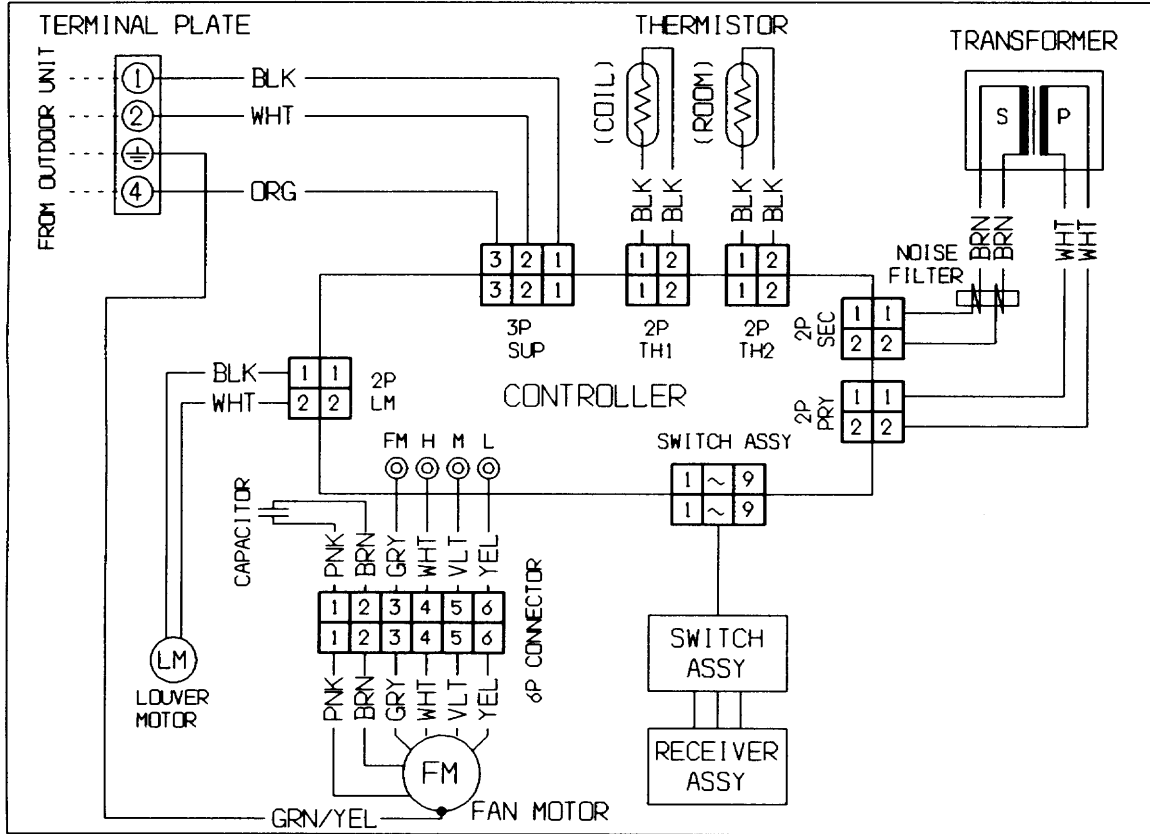 TERMINAL PLATE
THERMISTOR
TRANSFORMER
FROM OUTDOOR UNIT
1
BLK
2
WHT
4
ORG
(COIL)
(ROOM)
S P
BLK BLK BLK BLK
BRN BRN WHT WHT
NOISE
FILTER
3 2 1
3 2 1
3P
SUP
1 2
1 2
2P
TH1
1 2
1 2
2P
TH2
2P
SEC
1 1
2 2
2P
PRY
1 1
2 2
BLK
WHT
1 1
2 2
2P
LM
CONTROLLER
FM H M L
SWITCH ASSY
1 ~ 9
1 ~ 9
CAPACITOR
PNK BRN GRY WHT VLT YEL
1 2 3 4 5 6
1 2 3 4 5 6
6P CONNECTOR
PNK BRN GRY WHT VLT YEL
LM
LOUVER
MOTOR
SWITCH
ASSY
RECEIVER
ASSY
FM
FAN MOTOR
GRN/YEL